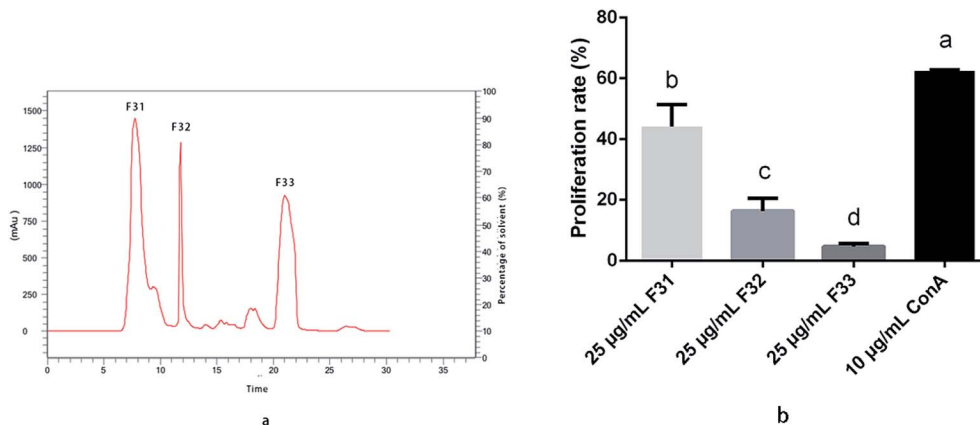 F31
F32
F33
1500
1250
1000
750
500
250
0
(mAu)
100
90
80
70
60
50
40
30
20
10
0
Percentage of solvent (%)
0
5
10
15
20
25
30
35
Time
a
80
60
40
20
0
Proliferation rate (%)
b
c
d
a
25 µg/mL F31
25 µg/mL F32
25 µg/mL F33
10 µg/mL ConA
b